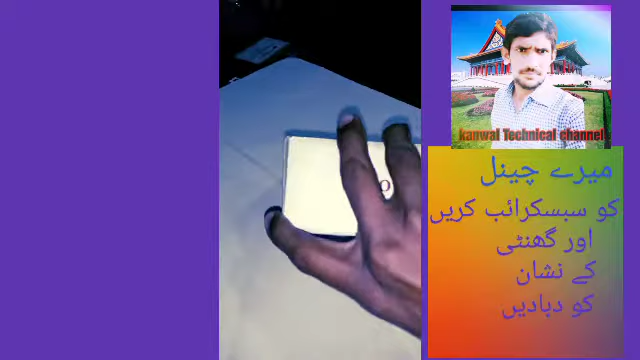 kanwal Technical channel
میرے چینل
کو سبسکرائب کریں
اور گھنٹی
کے نشان
کو دبادیں